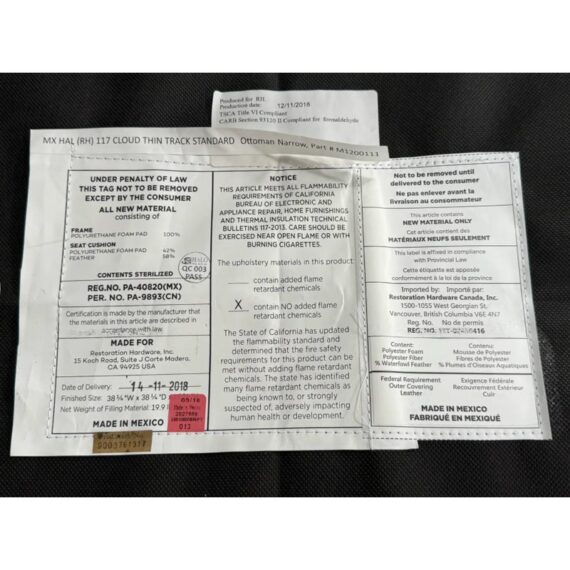 Produced for RH.
Production date: 12/11/2018
TSCA Title VI Compliant
CARB Section 93120 II Compliant for formaldehyde
MX HAL (RH) 117 CLOUD THIN TRACK STANDARD Ottoman Narrow, Part # M1200111
UNDER PENALTY OF LAW
THIS TAG NOT TO BE REMOVED
EXCEPT BY THE CONSUMER
ALL NEW MATERIAL
consisting of
FRAME
POLYURETHANE FOAM PAD 100%
SEAT CUSHION
POLYURETHANE FOAM PAD 42%
FEATHER 58%
QC 003
PASS
CONTENTS STERILIZED
REG.NO. PA-40820(MX)
PER. NO. PA-9893(CN)
Certification is made by the manufacturer that
the materials in this article are described in
accordance with law.
MADE FOR
Restoration Hardware, Inc.
15 Koch Road, Suite J Corte Madera,
CA 94925 USA
Date of Delivery: 14-11-2018
Finished Size: 38 ¾"W x 38 ¾"D
Net Weight of Filling Material: 19.9
MADE IN MEXICO
05/18
013
NOTICE
THIS ARTICLE MEETS ALL FLAMMABILITY
REQUIREMENTS OF CALIFORNIA
BUREAU OF ELECTRONIC AND
APPLIANCE REPAIR, HOME FURNISHINGS
AND THERMAL INSULATION TECHNICAL
BULLETINS 117-2013. CARE SHOULD BE
EXERCISED NEAR OPEN FLAME OR WITH
BURNING CIGARETTES.
The upholstery materials in this product:
contain added flame
retardant chemicals
X contain NO added flame
retardant chemicals
The State of California has updated
the flammability standard and
determined that the fire safety
requirements for this product can be
met without adding flame retardant
chemicals. The state has identified
many flame retardant chemicals as
being known to, or strongly
suspected of, adversely impacting
human health or development.
Not to be removed until
delivered to the consumer
Ne pas enlever avant la
livraison au consommateur
This article contains
NEW MATERIAL ONLY
Cet article contient des
MATÉRIAUX NEUFS SEULEMENT
This label is affixed in compliance
with Provincial Law
Cette étiquette est apposée
conformément à loi de la province
Imported by: Importé par:
Restoration Hardware Canada, Inc.
1500-1055 West Georgian St,
Vancouver, British Columbia V6E 4N7
Reg. No. No de permis
REG. NO.
Content: Contenu:
Polyester Foam Mousse de Polyester
Polyester Fiber Fibres de Polyester
% Waterfowl Feather % Plumes d'Oiseaux Aquatiques
Federal Requirement Exigence Fédérale
Outer Covering Recouvrement Extérieur
Leather Cuir
MADE IN MEXICO
FABRIQUÉ EN MEXIQUE